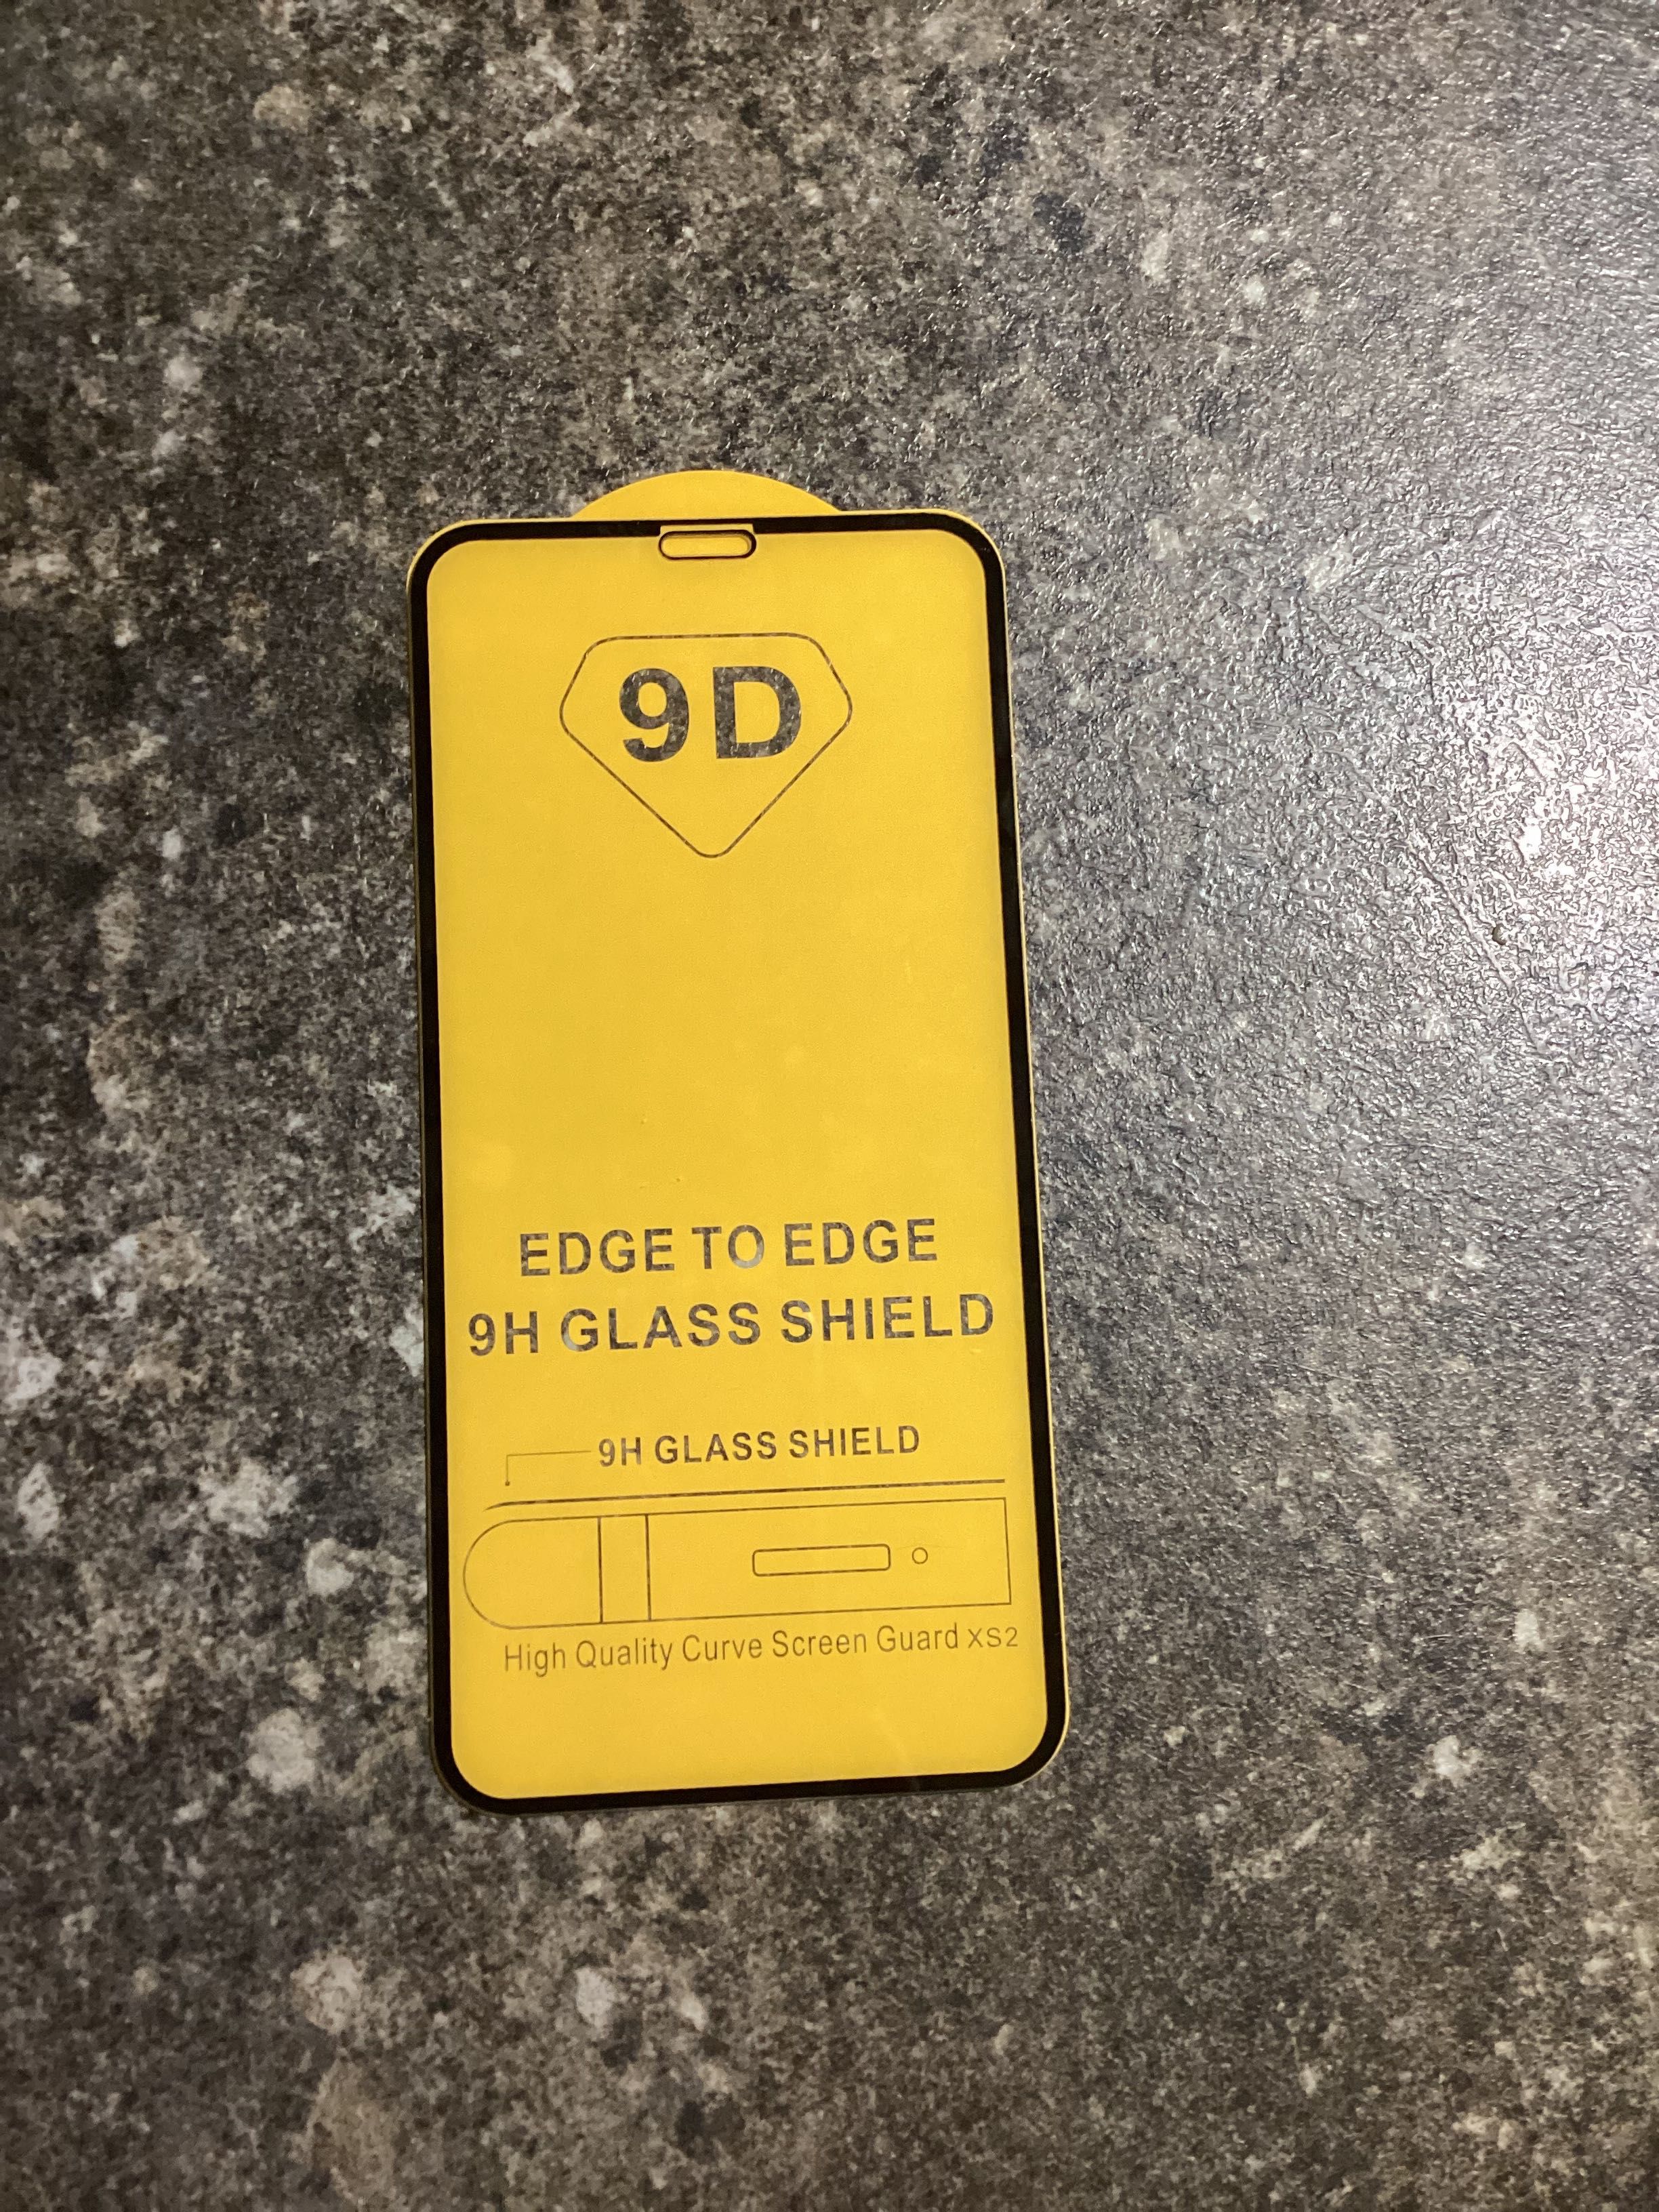 9D
EDGE TO EDGE
9H GLASS SHIELD
9H GLASS SHIELD
High Quality Curve Screen Guard XS2